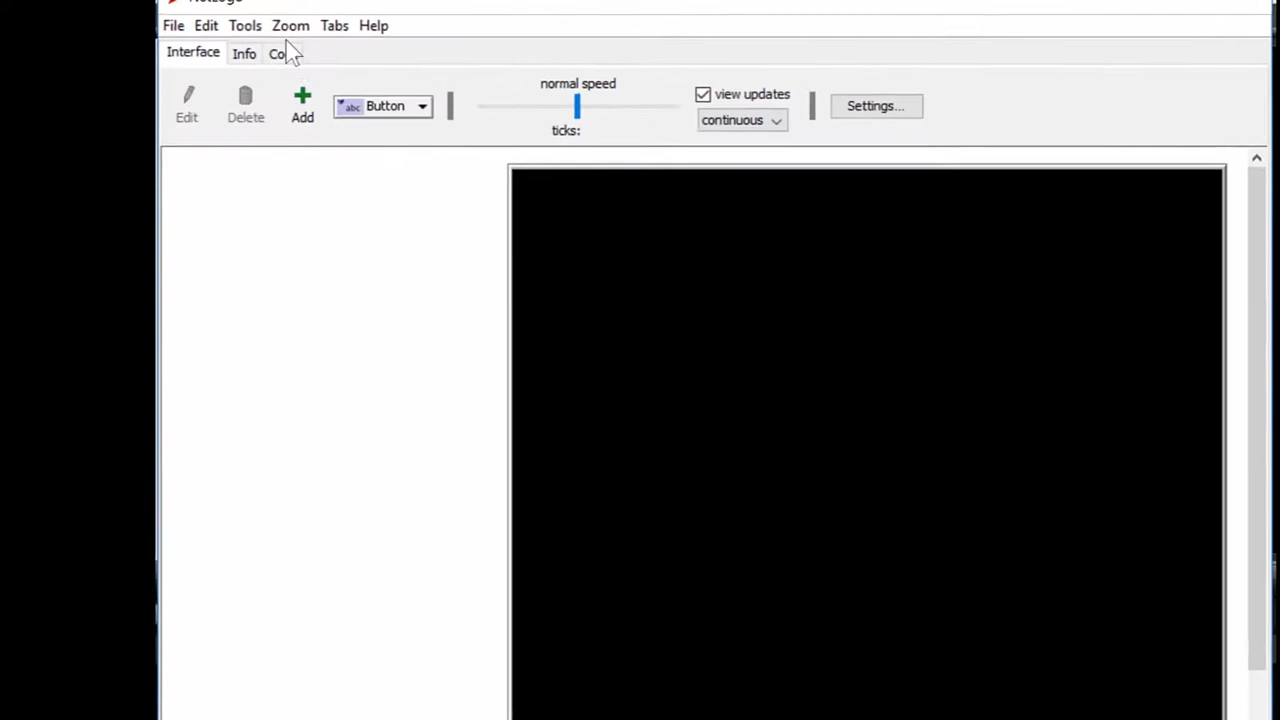 File Edit Tools Zoom Tabs Help
Interface Info
normal speed
view updates
abc Button
continuous
Settings...
Edit Delete Add
ticks: